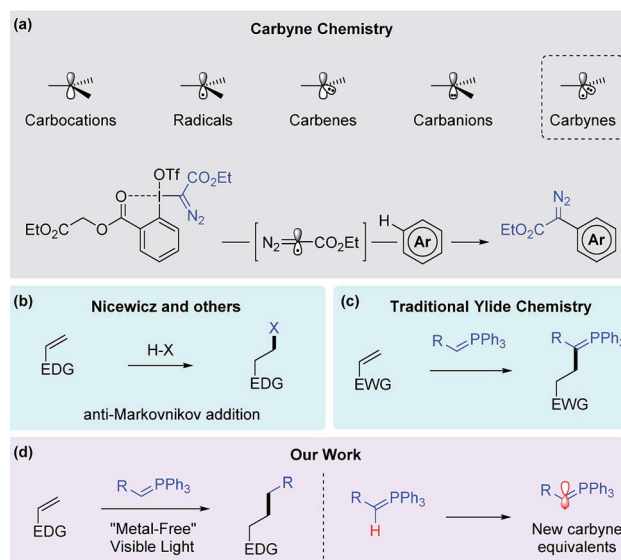 (a)
Carbyne Chemistry
Carbocations Radicals Carbenes Carbanions Carbynes
OTf
CO₂Et
O I
N₂
EtO₂C O
N₂ CO₂Et
H
Ar
N₂
EtO₂C
Ar
(b) Nicewicz and others
EDG
H-X
X
EDG
anti-Markovnikov addition
(c) Traditional Ylide Chemistry
EWG
R PPh₃
R PPh₃
EWG
(d) Our Work
EDG
R PPh₃
"Metal-Free"
Visible Light
R
EDG
R PPh₃
H
R PPh₃
New carbyne
equivalents